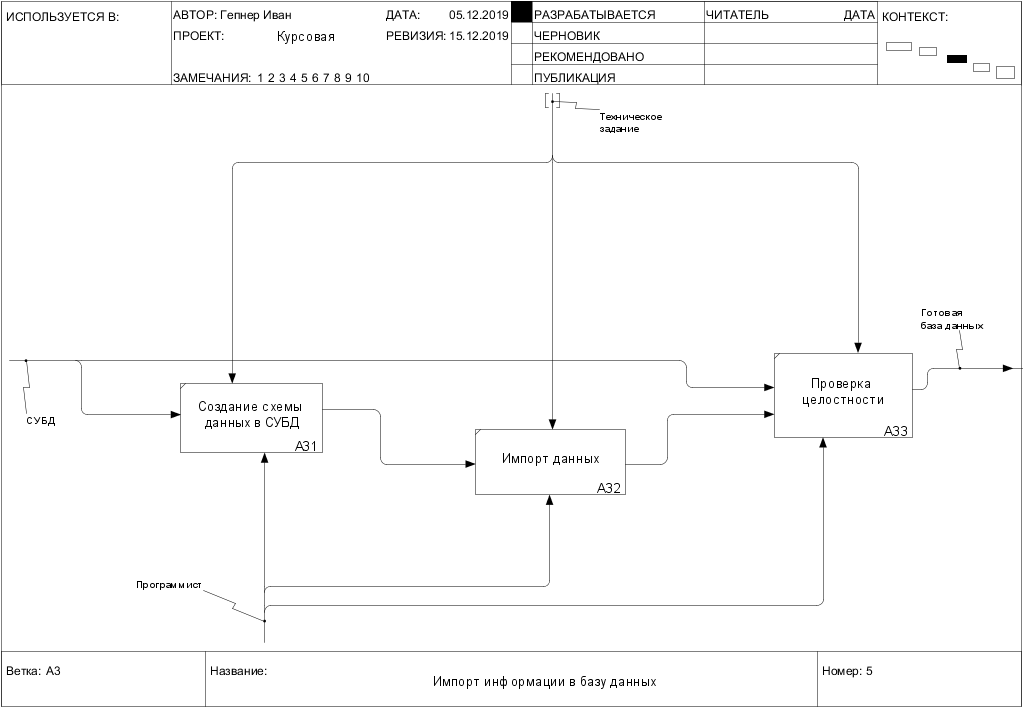 ИСПОЛЬЗУЕТСЯ В:
АВТОР: Гепнер Иван
ДАТА: 05.12.2019
РАЗРАБАТЫВАЕТСЯ
ЧИТАТЕЛЬ
ДАТА
КОНТЕКСТ:
ПРОЕКТ: Курсовая
РЕВИЗИЯ: 15.12.2019
ЧЕРНОВИК
РЕКОМЕНДОВАНО
ЗАМЕЧАНИЯ: 1 2 3 4 5 6 7 8 9 10
ПУБЛИКАЦИЯ
Техническое
задание
Готовая
база данных
СУБД
Создание схемы
данных в СУБД
A31
Импорт данных
A32
Проверка
целостности
A33
Программист
Ветка: A3
Название:
Импорт информации в базу данных
Номер: 5